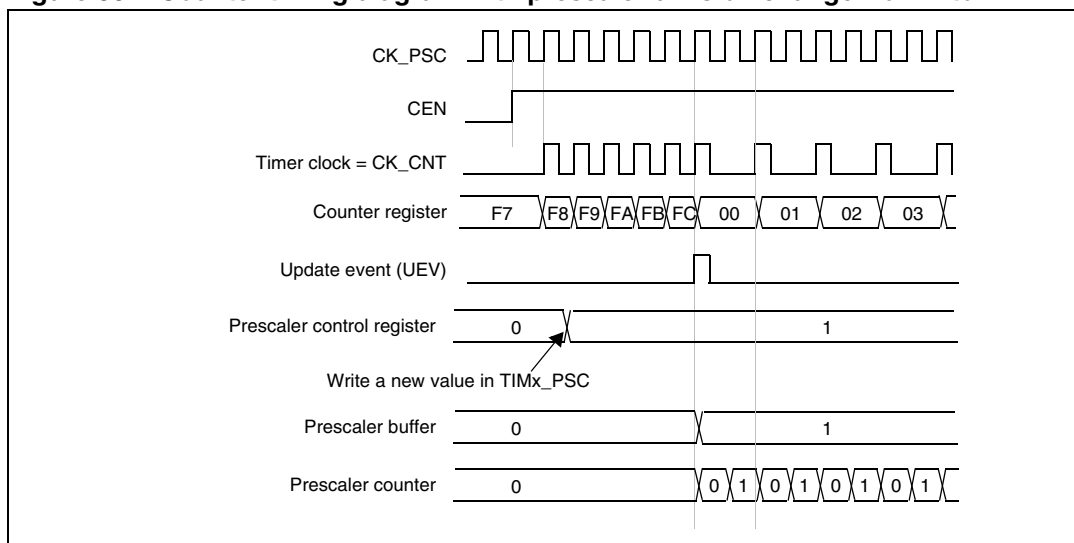 CK_PSC
CEN
Timer clock = CK_CNT
Counter register F7 F8 F9 FA FB FC 00 01 02 03
Update event (UEV)
Prescaler control register 0 1
Write a new value in TIMx_PSC
Prescaler buffer 0 1
Prescaler counter 0 0 1 0 1 0 1 0 1